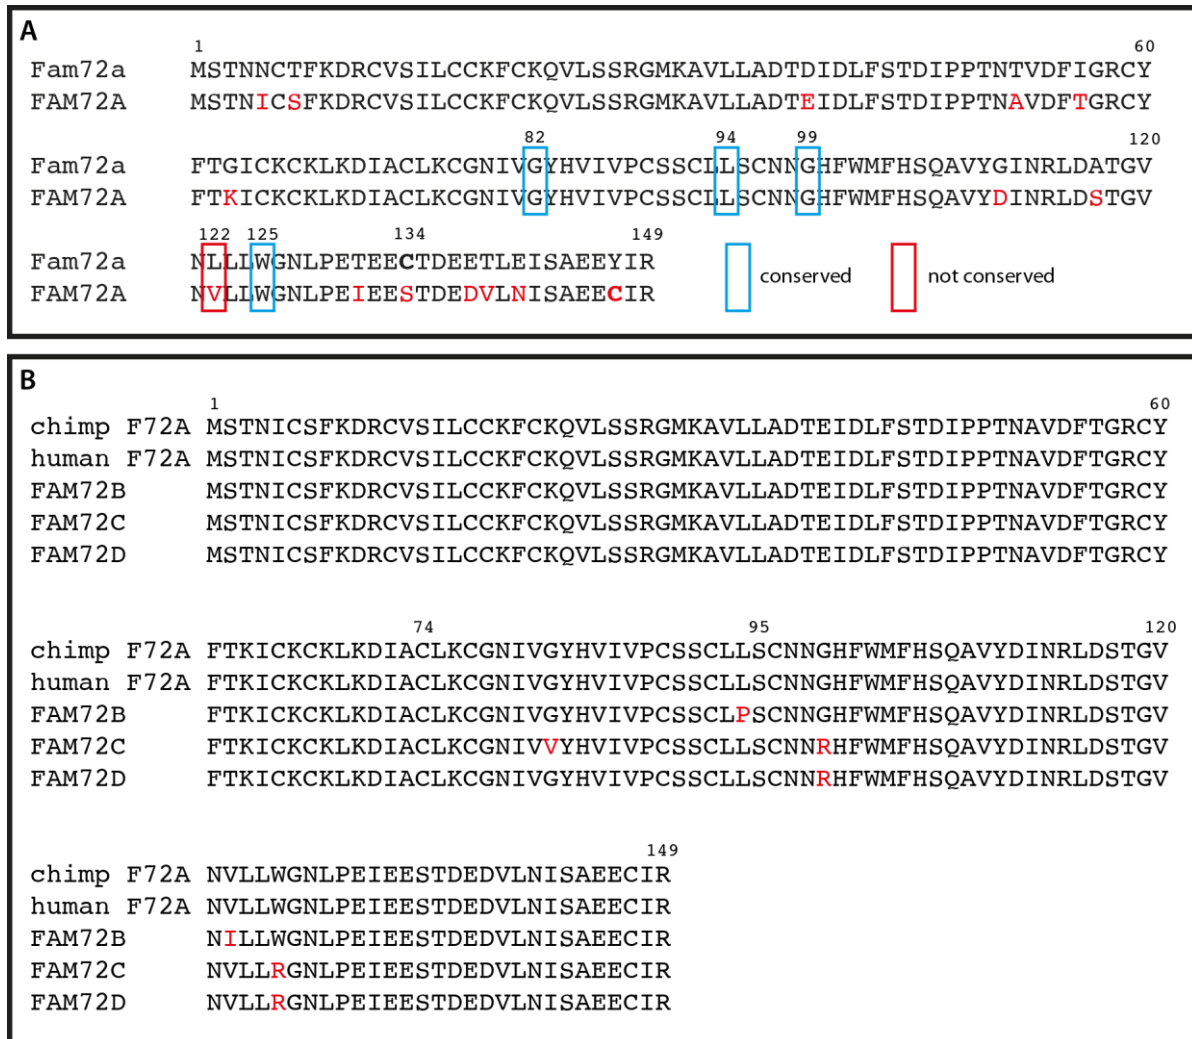 A
1 60
Fam72a MSTNNCTFKDRCVSILCCKFCKQVLSSRGMKAVLLADTDIDLFSTDIPPTNTVDFIGRCY
FAM72A MSTNICSFKDRCVSILCCKFCKQVLSSRGMKAVLLADTEIDLFSTDIPPTNAVDFTGRCY
82 94 99 120
Fam72a FTGICKCKLKDIACLKCGNIVGYHVIVPCSSCLLSCNNGHFWMFHSQAVYGINRLDATGV
FAM72A FTKICKCKLKDIACLKCGNIVGYHVIVPCSSCLLSCNNGHFWMFHSQAVYDINRLDSTGV
122 125 134 149
Fam72a NLLLWGNLPETEECTDEETLEISAEEYIR
FAM72A NVLLWGNLPEIEESTDEDVLNISAEECIR
conserved not conserved
B
1 60
chimp F72A MSTNICSFKDRCVSILCCKFCKQVLSSRGMKAVLLADTEIDLFSTDIPPTNAVDFTGRCY
human F72A MSTNICSFKDRCVSILCCKFCKQVLSSRGMKAVLLADTEIDLFSTDIPPTNAVDFTGRCY
FAM72B MSTNICSFKDRCVSILCCKFCKQVLSSRGMKAVLLADTEIDLFSTDIPPTNAVDFTGRCY
FAM72C MSTNICSFKDRCVSILCCKFCKQVLSSRGMKAVLLADTEIDLFSTDIPPTNAVDFTGRCY
FAM72D MSTNICSFKDRCVSILCCKFCKQVLSSRGMKAVLLADTEIDLFSTDIPPTNAVDFTGRCY
74 95 120
chimp F72A FTKICKCKLKDIACLKCGNIVGYHVIVPCSSCLLSCNNGHFWMFHSQAVYDINRLDSTGV
human F72A FTKICKCKLKDIACLKCGNIVGYHVIVPCSSCLLSCNNGHFWMFHSQAVYDINRLDSTGV
FAM72B FTKICKCKLKDIACLKCGNIVGYHVIVPCSSCLPSCNNGHFWMFHSQAVYDINRLDSTGV
FAM72C FTKICKCKLKDIACLKCGNIVVYHVIVPCSSCLLSCNNRHFWMFHSQAVYDINRLDSTGV
FAM72D FTKICKCKLKDIACLKCGNIVGYHVIVPCSSCLLSCNNRHFWMFHSQAVYDINRLDSTGV
149
chimp F72A NVLLWGNLPEIEESTDEDVLNISAEECIR
human F72A NVLLWGNLPEIEESTDEDVLNISAEECIR
FAM72B NILLWGNLPEIEESTDEDVLNISAEECIR
FAM72C NVLLRGNLPEIEESTDEDVLNISAEECIR
FAM72D NVLLRGNLPEIEESTDEDVLNISAEECIR